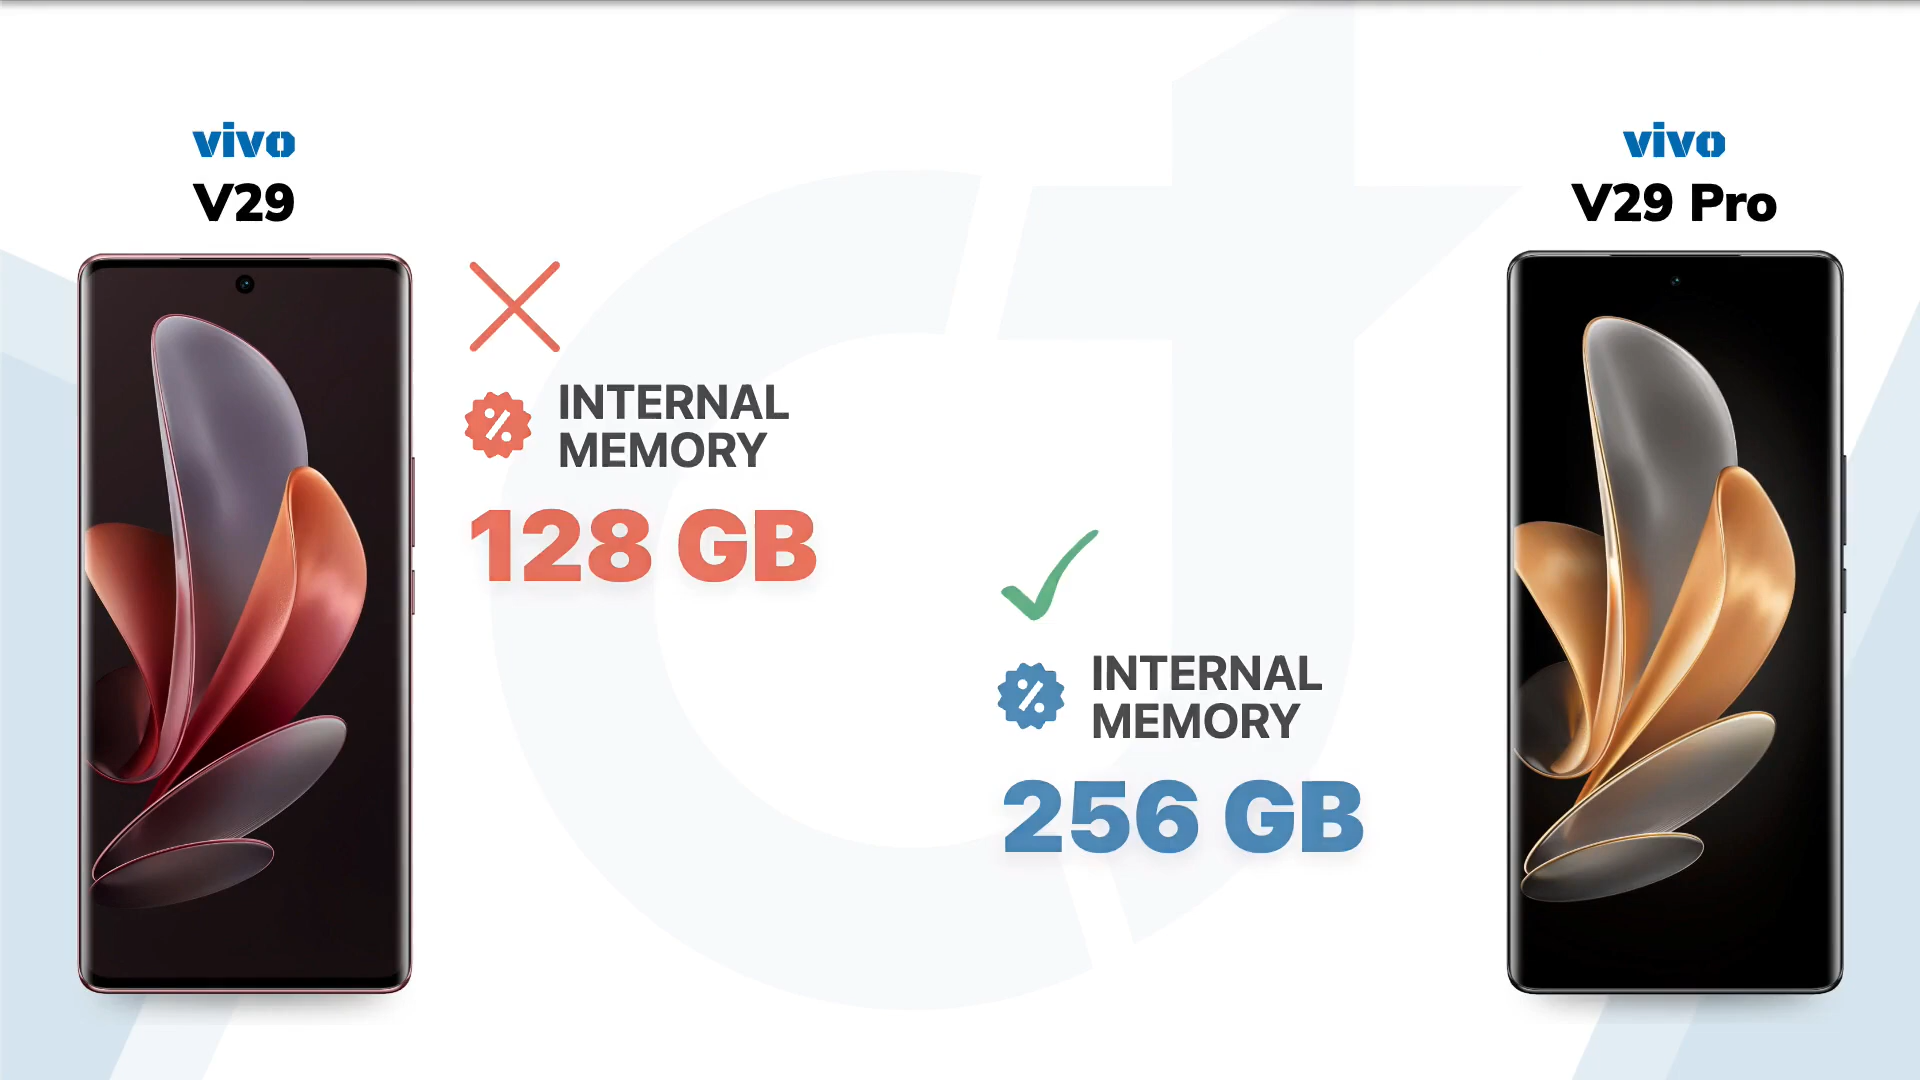 vivo
V29
INTERNAL
MEMORY
128 GB
vivo
V29 Pro
INTERNAL
MEMORY
256 GB